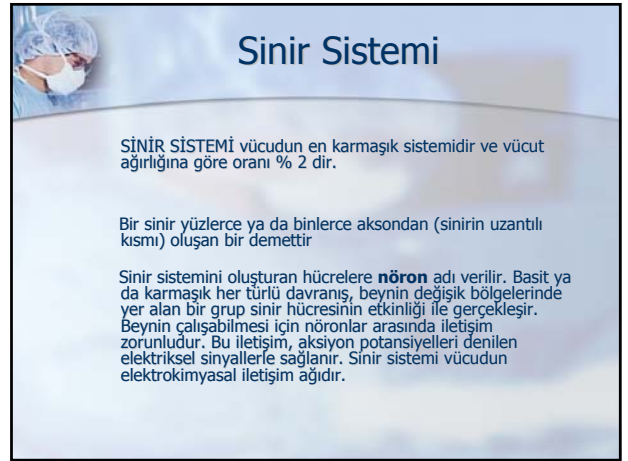 Sinir Sistemi
SİNİR SİSTEMİ vücudun en karmaşık sistemidir ve vücut
ağırlığına göre oranı % 2 dir.
Bir sinir yüzlerce ya da binlerce aksondan (sinirin uzantılı
kısmı) oluşan bir demettir
Sinir sistemini oluşturan hücrelere nöron adı verilir. Basit ya
da karmaşık her türlü davranış, beynin değişik bölgelerinde
yer alan bir grup sinir hücresinin etkinliği ile gerçekleşir.
Beynin çalışabilmesi için nöronlar arasında iletişim
zorunludur. Bu iletişim, aksiyon potansiyelleri denilen
elektriksel sinyallerle sağlanır. Sinir sistemi vücudun
elektrokimyasal iletişim ağıdır.